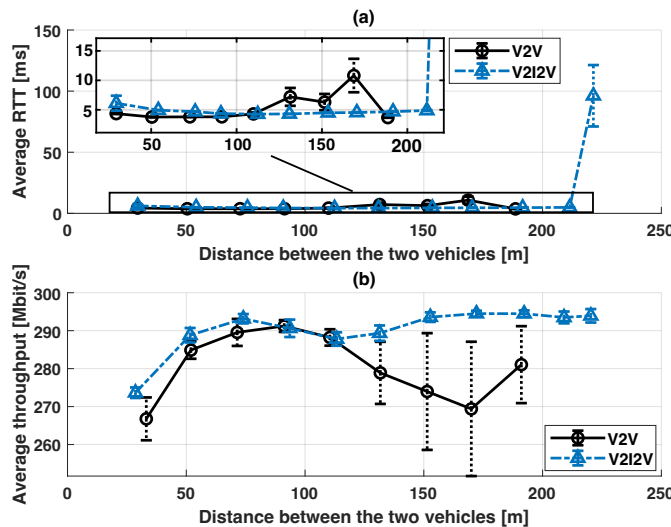 (a)
150
100
50
0
Average RTT [ms]
15
10
5
50
100
150
200
V2V
V2I2V
0
50
100
150
200
250
Distance between the two vehicles [m]
(b)
300
290
280
270
260
Average throughput [Mbit/s]
V2V
V2I2V
0
50
100
150
200
250
Distance between the two vehicles [m]